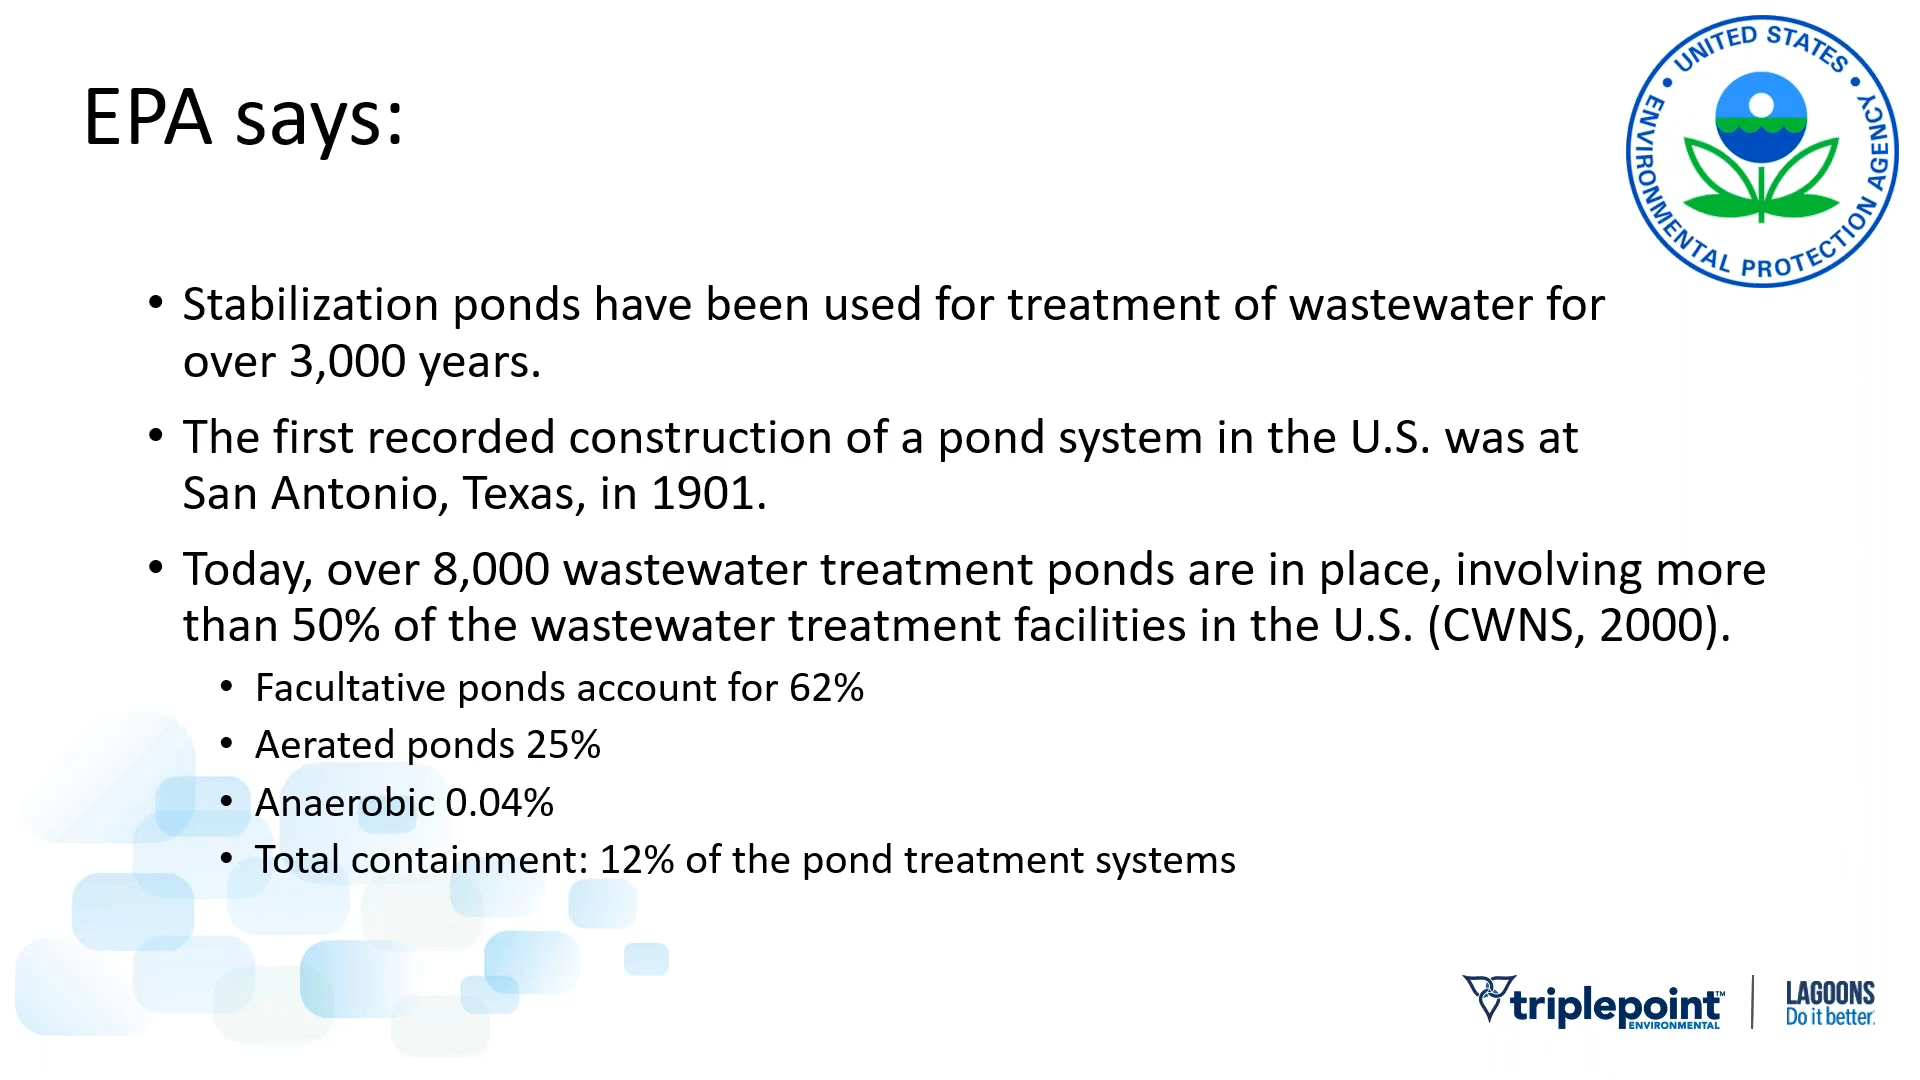 UNITED STATES
ENVIRONMENTAL PROTECTION AGENCY
EPA says:
• Stabilization ponds have been used for treatment of wastewater for
over 3,000 years.
• The first recorded construction of a pond system in the U.S. was at
San Antonio, Texas, in 1901.
• Today, over 8,000 wastewater treatment ponds are in place, involving more
than 50% of the wastewater treatment facilities in the U.S. (CWNS, 2000).
• Facultative ponds account for 62%
• Aerated ponds 25%
• Anaerobic 0.04%
• Total containment: 12% of the pond treatment systems
triplepoint™
ENVIRONMENTAL
LAGOONS
Do it better.